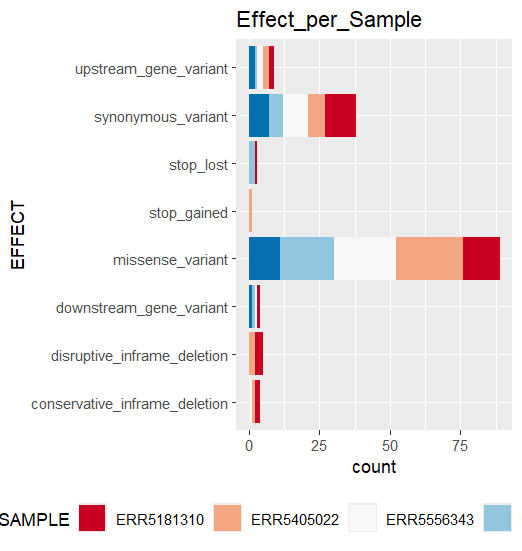 Effect_per_Sample
upstream_gene_variant
synonymous_variant
stop_lost
stop_gained
missense_variant
downstream_gene_variant
disruptive_inframe_deletion
conservative_inframe_deletion
EFFECT
0 25 50 75
count
SAMPLE ERR5181310 ERR5405022 ERR5556343